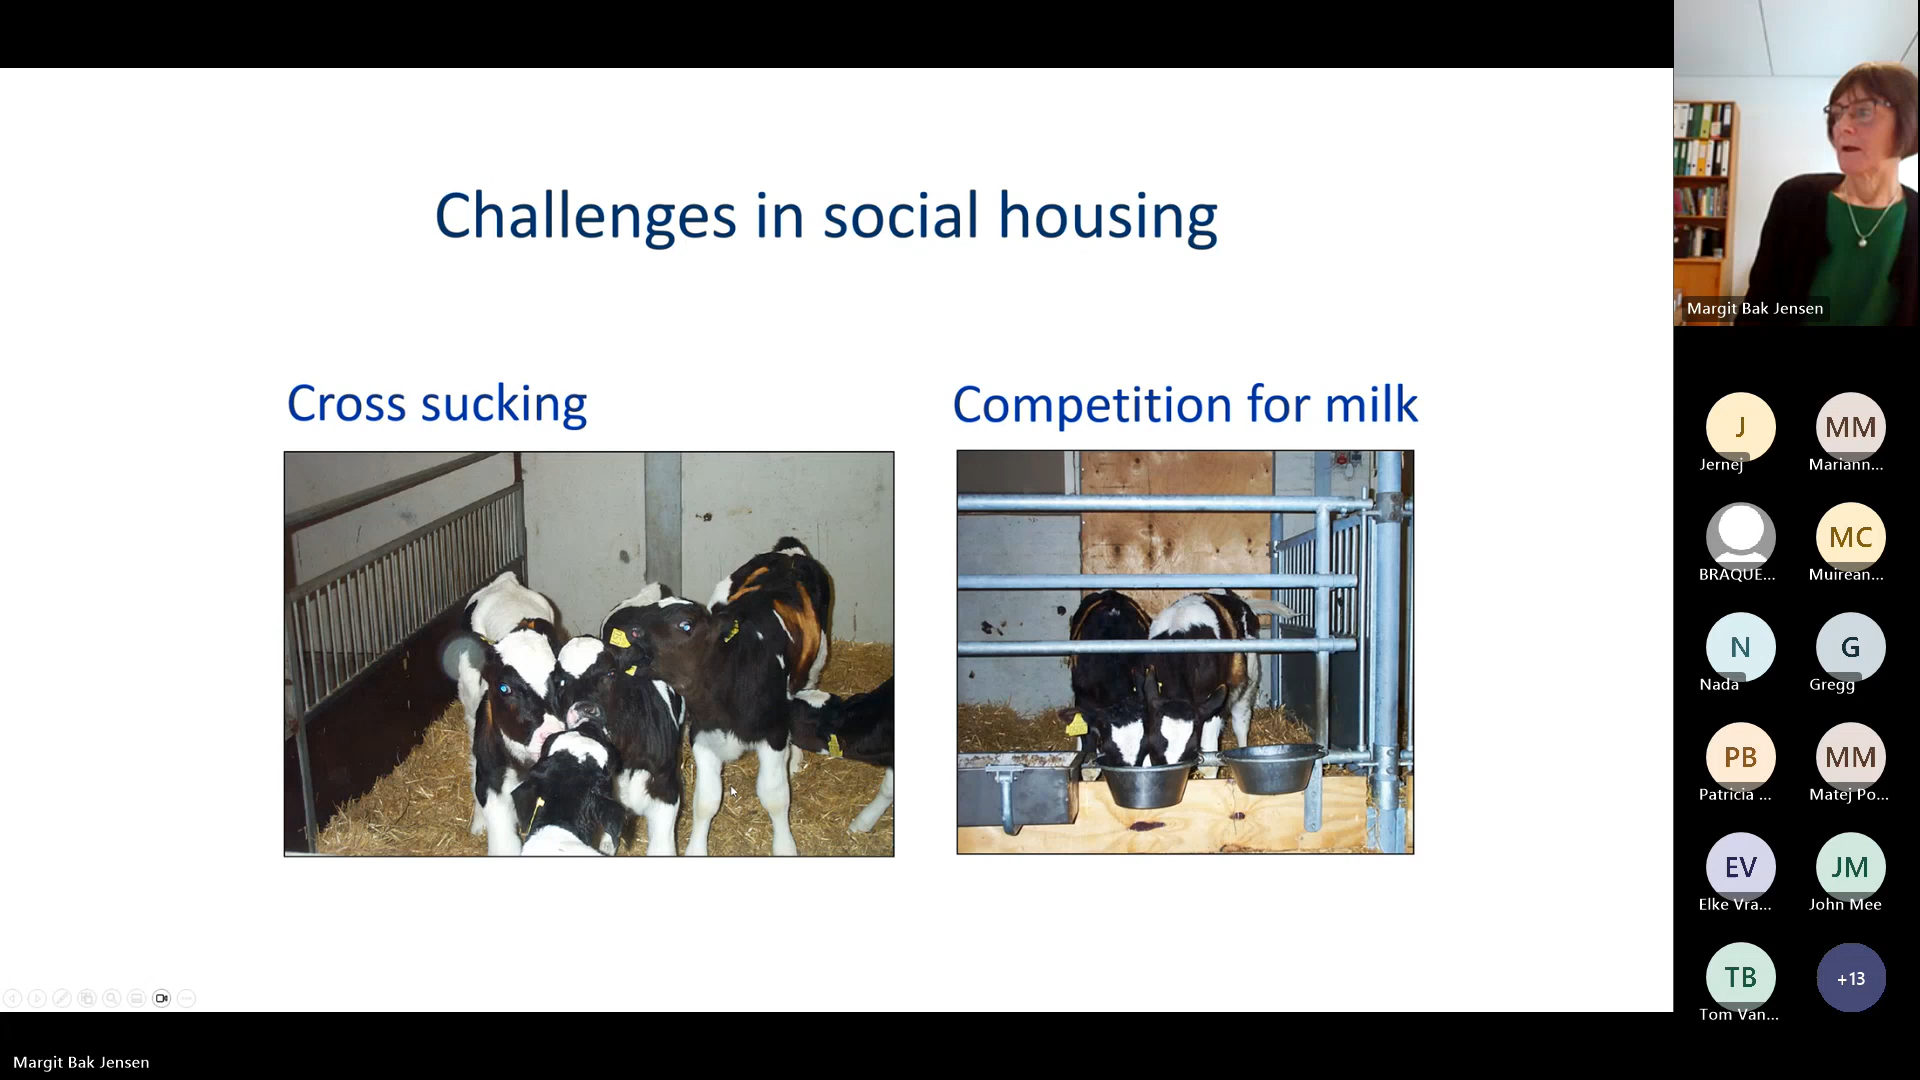 Challenges in social housing
Cross sucking
Competition for milk
Margit Bak Jensen
J
MM
Jernej
Mariann...
MC
BRAQUE...
Muirean...
N
G
Nada
Gregg
PB
MM
Patricia ...
Matej Po...
EV
JM
Elke Vra...
John Mee
TB
+13
Tom Van...
Margit Bak Jensen